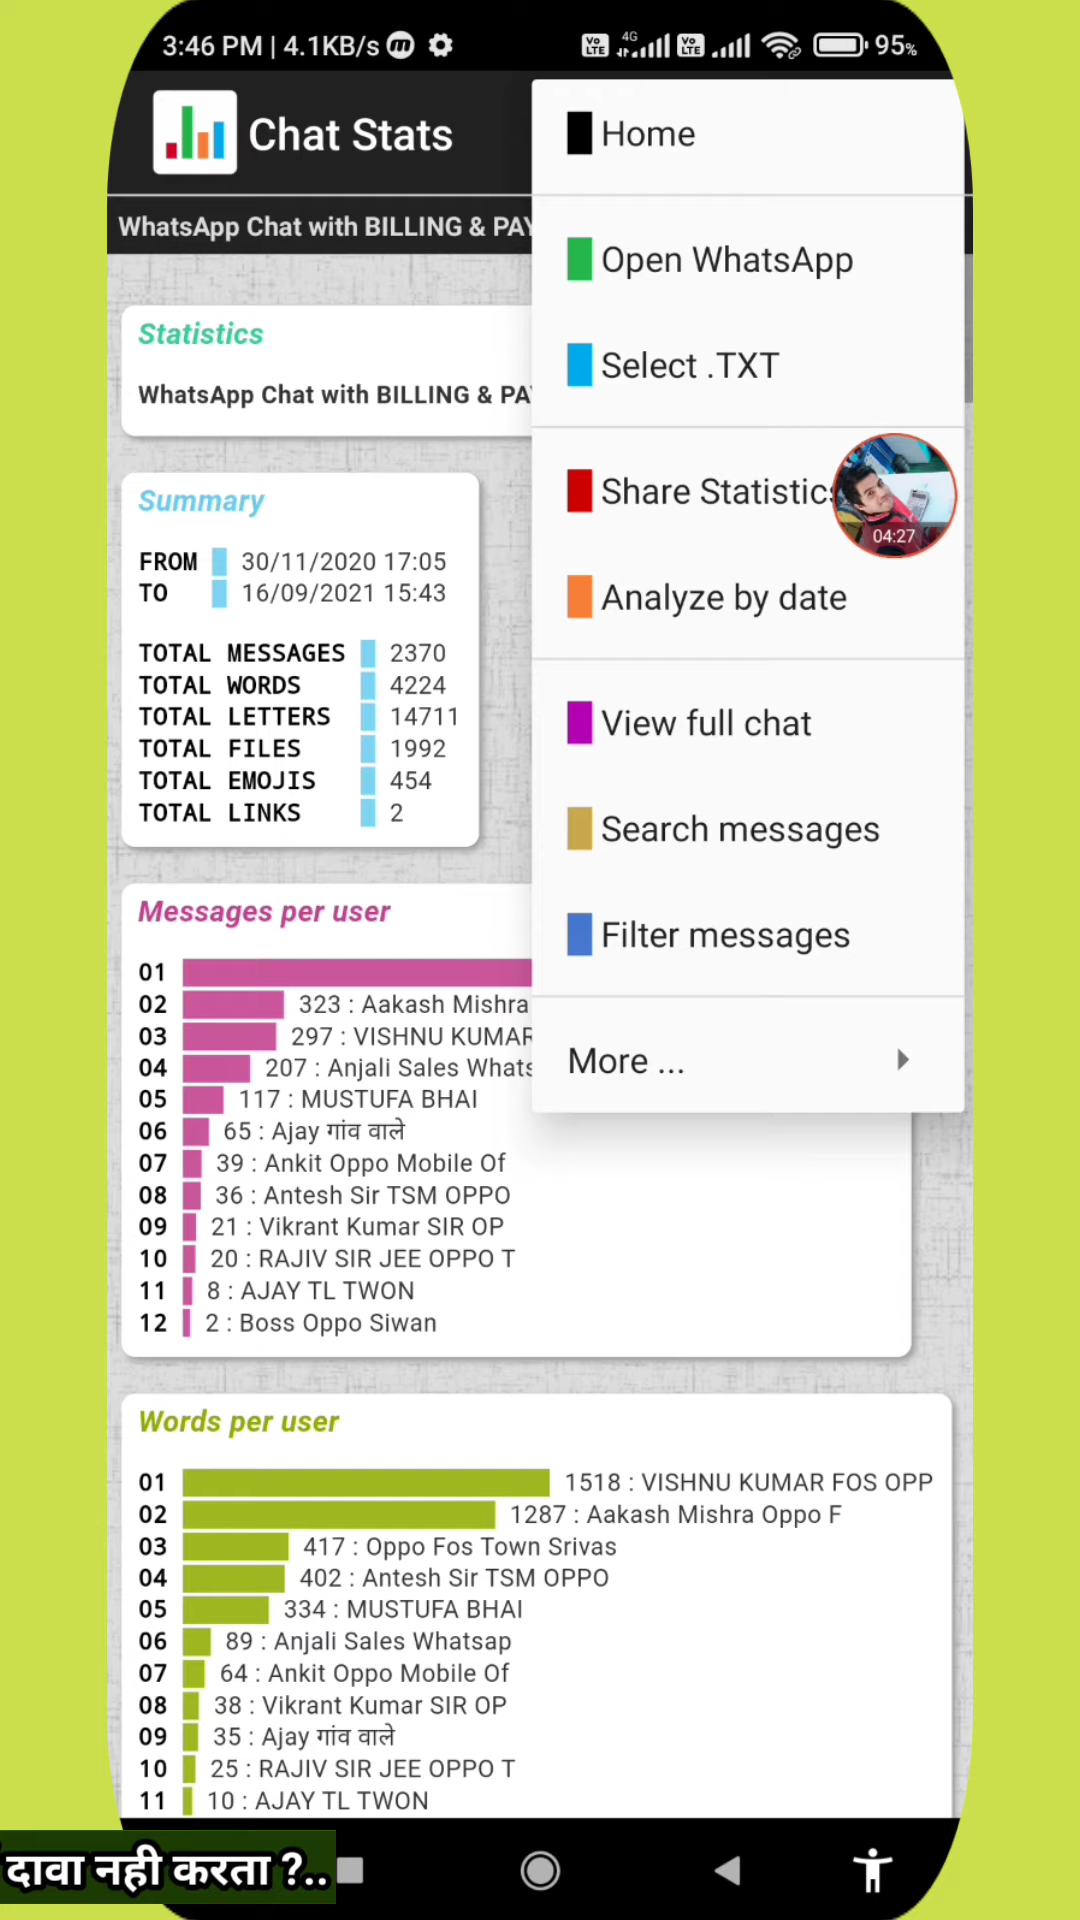 3:46 PM | 4.1KB/s
4G
95%
Chat Stats
WhatsApp Chat with BILLING &
Statistics
WhatsApp Chat with BILLING &
Summary
FROM 30/11/2020 17:05
TO 16/09/2021 15:43
TOTAL MESSAGES 2370
TOTAL WORDS 4224
TOTAL LETTERS 14711
TOTAL FILES 1992
TOTAL EMOJIS 454
TOTAL LINKS 2
Home
Open WhatsApp
Select .TXT
Share Statistics
04:27
Analyze by date
View full chat
Search messages
Filter messages
More ...
Messages per user
01
02 323 : Aakash Mishra
03 297 : VISHNU KUMAR
04 207 : Anjali Sales Whats
05 117 : MUSTUFA BHAI
06 65 : Ajay गांव वाले
07 39 : Ankit Oppo Mobile Of
08 36 : Antesh Sir TSM OPPO
09 21 : Vikrant Kumar SIR OP
10 20 : RAJIV SIR JEE OPPO T
11 8 : AJAY TL TWON
12 2 : Boss Oppo Siwan
Words per user
01 1518 : VISHNU KUMAR FOS OPP
02 1287 : Aakash Mishra Oppo F
03 417 : Oppo Fos Town Srivas
04 402 : Antesh Sir TSM OPPO
05 334 : MUSTUFA BHAI
06 89 : Anjali Sales Whatsap
07 64 : Ankit Oppo Mobile Of
08 38 : Vikrant Kumar SIR OP
09 35 : Ajay गांव वाले
10 25 : RAJIV SIR JEE OPPO T
11 10 : AJAY TL TWON
दावा नही करता ?..